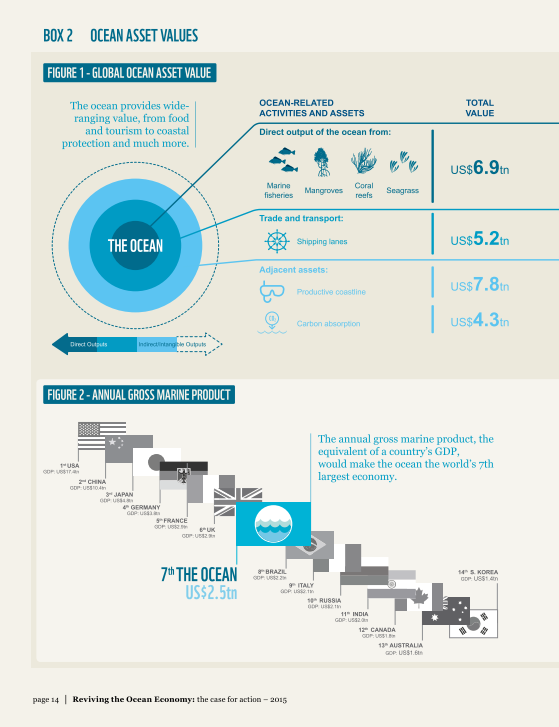 BOX 2 OCEAN ASSET VALUES
FIGURE 1 - GLOBAL OCEAN ASSET VALUE
The ocean provides wide-
ranging value, from food
and tourism to coastal
protection and much more.
THE OCEAN
Direct Outputs
Indirect/Intangible Outputs
OCEAN-RELATED
ACTIVITIES AND ASSETS
TOTAL
VALUE
Direct output of the ocean from:
Marine
fisheries
Mangroves
Coral
reefs
Seagrass
US$6.9tn
Trade and transport:
Shipping lanes
US$5.2tn
Adjacent assets:
Productive coastline
US$7.8tn
Carbon absorption
US$4.3tn
FIGURE 2 - ANNUAL GROSS MARINE PRODUCT
The annual gross marine product, the
equivalent of a country's GDP,
would make the ocean the world's 7th
largest economy.
1st USA
GDP: US$17.4tn
2nd CHINA
GDP: US$10.4tn
3rd JAPAN
GDP: US$4.8tn
4th GERMANY
GDP: US$3.8tn
5th FRANCE
GDP: US$2.9tn
6th UK
GDP: US$2.8tn
7th THE OCEAN
US$2.5tn
8th BRAZIL
GDP: US$2.2tn
9th ITALY
GDP: US$2.1tn
10th RUSSIA
GDP: US$2.1tn
11th INDIA
GDP: US$2.0tn
12th CANADA
GDP: US$1.8tn
13th AUSTRALIA
GDP: US$1.6tn
14th S. KOREA
GDP: US$1.4tn
page 14 | Reviving the Ocean Economy: the case for action – 2015